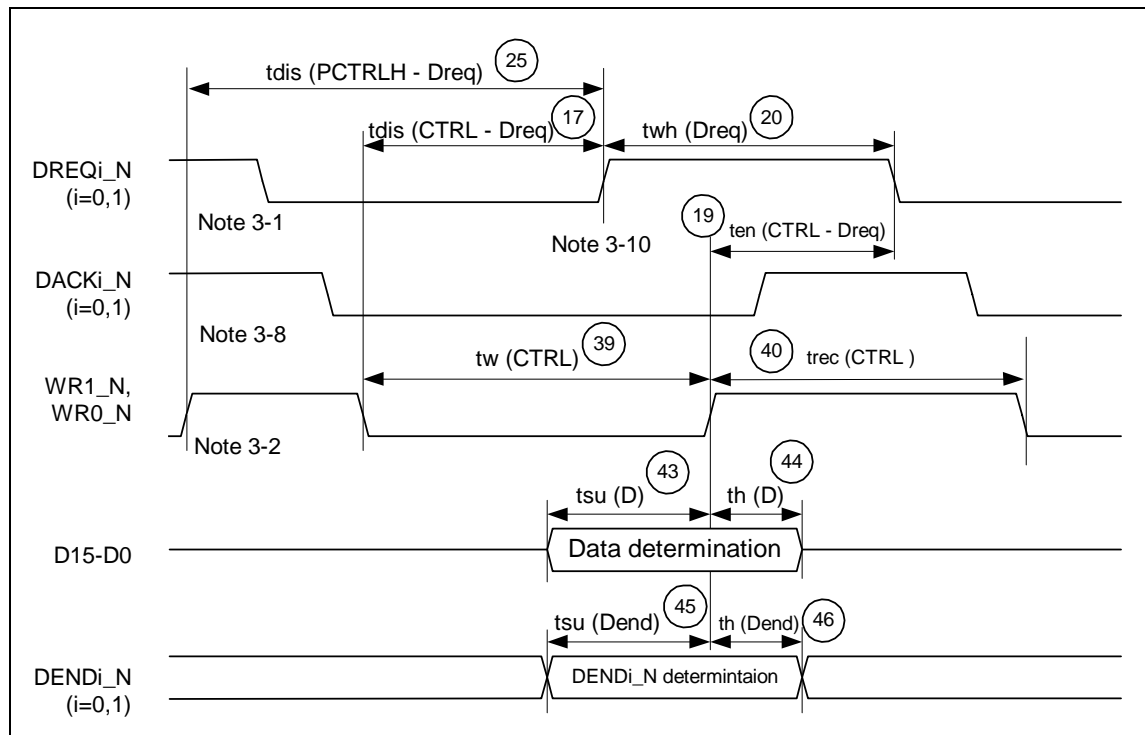 tdis (PCTRLH - Dreq) 25
tdis (CTRL - Dreq) 17 twh (Dreq) 20
DREQi_N
(i=0,1)
Note 3-1
Note 3-10
19 ten (CTRL - Dreq)
DACKi_N
(i=0,1)
Note 3-8
tw (CTRL) 39
40 trec (CTRL )
WR1_N,
WR0_N
Note 3-2
tsu (D) 43
th (D) 44
D15-D0
Data determination
tsu (Dend) 45
th (Dend) 46
DENDi_N
(i=0,1)
DENDi_N determintaion